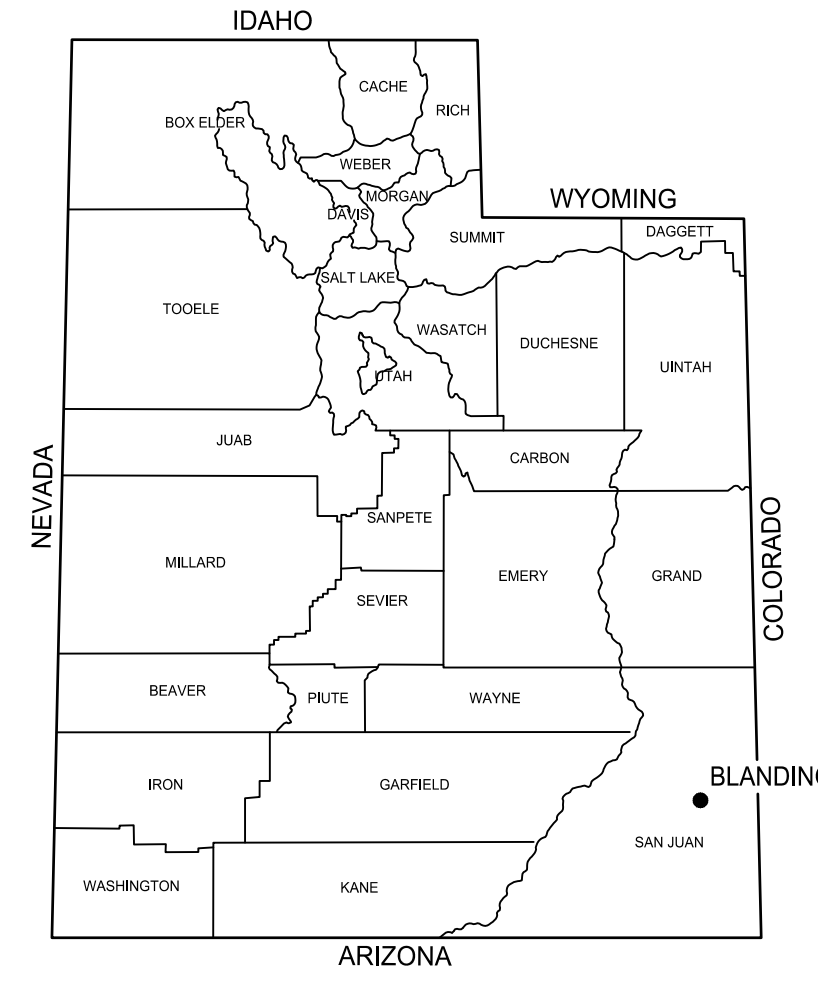 IDAHO
CACHE
RICH
BOX ELDER
WEBER
MORGAN
WYOMING
DAVIS
DAGGETT
SUMMIT
SALT LAKE
TOOELE
WASATCH
DUCHESNE
UINTAH
UTAH
JUAB
CARBON
NEVADA
SANPETE
COLORADO
MILLARD
EMERY
GRAND
SEVIER
BEAVER
PIUTE
WAYNE
BLANDING
IRON
GARFIELD
SAN JUAN
WASHINGTON
KANE
ARIZONA